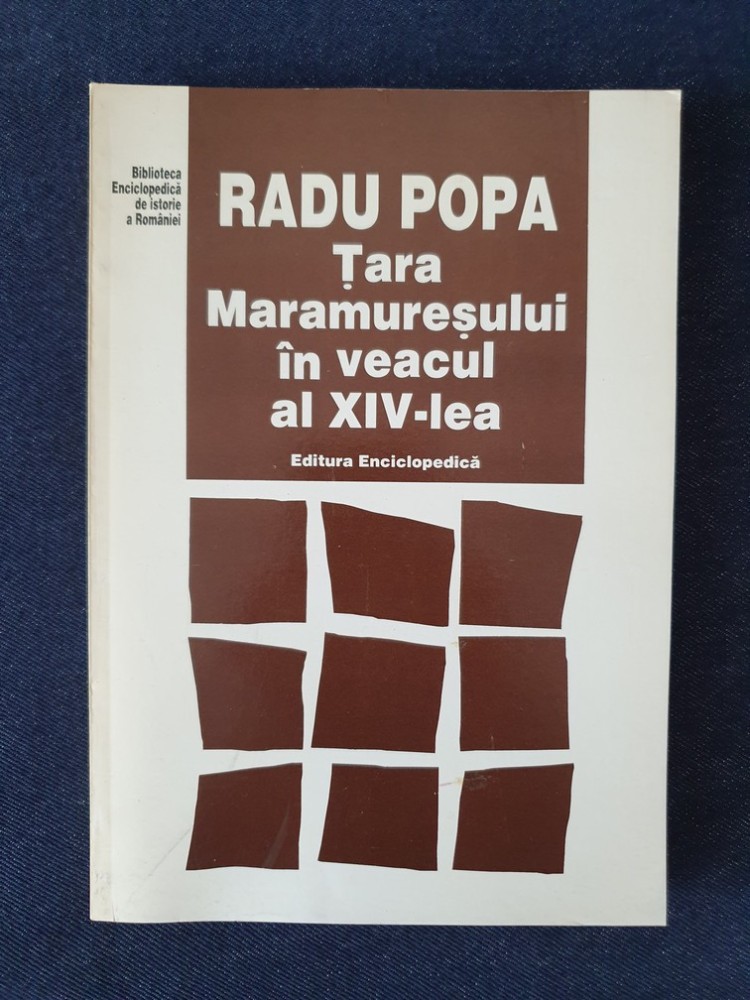 Biblioteca
Enciclopedică
de istorie
a României
RADU POPA
Țara
Maramureșului
în veacul
al XIV-lea
Editura Enciclopedică